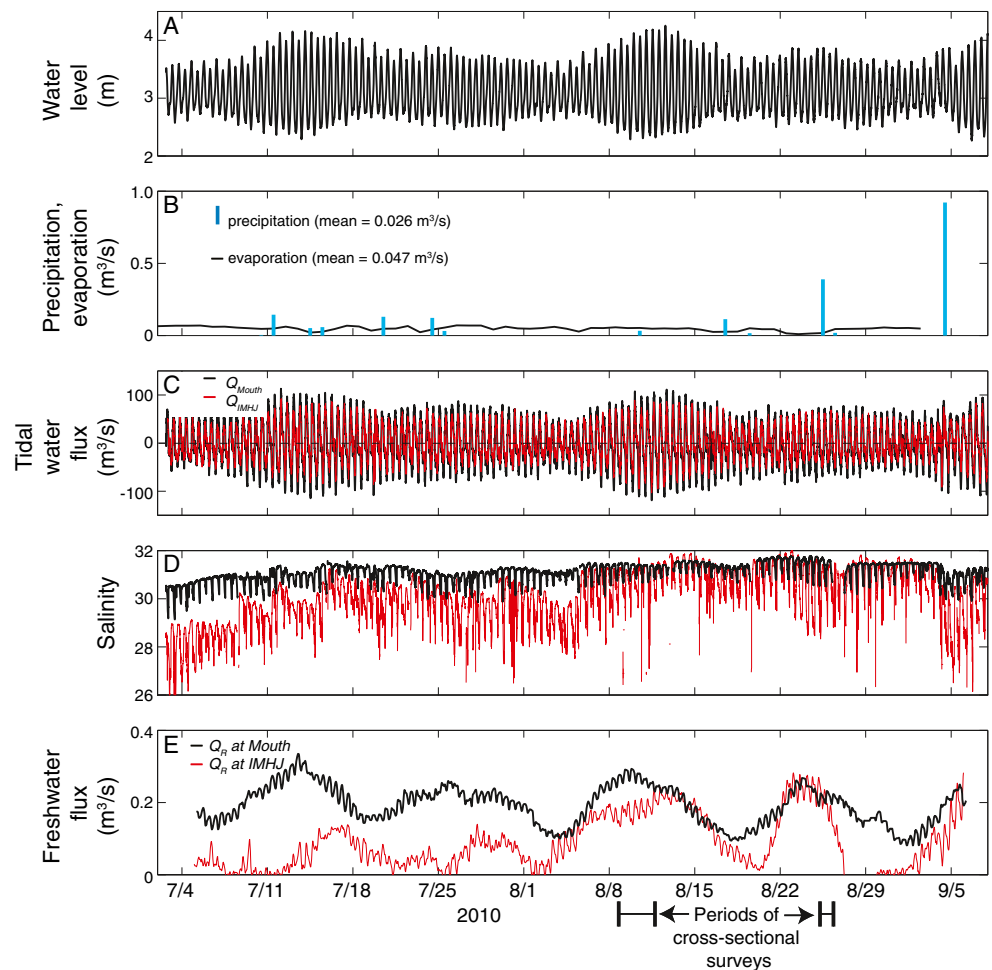 A
Water
level
(m)
4
3
2
B
Precipitation,
evaporation
(m³/s)
1.0
0.5
0
precipitation (mean = 0.026 m³/s)
evaporation (mean = 0.047 m³/s)
C
Tidal
water
flux
(m³/s)
100
0
-100
Q_Mouth
Q_IMHJ
D
Salinity
32
30
28
26
E
Freshwater
flux
(m³/s)
0.4
0.2
0
Q_R at Mouth
Q_R at IMHJ
7/4 7/11 7/18 7/25 8/1 8/8 8/15 8/22 8/29 9/5
2010
Periods of
cross-sectional
surveys